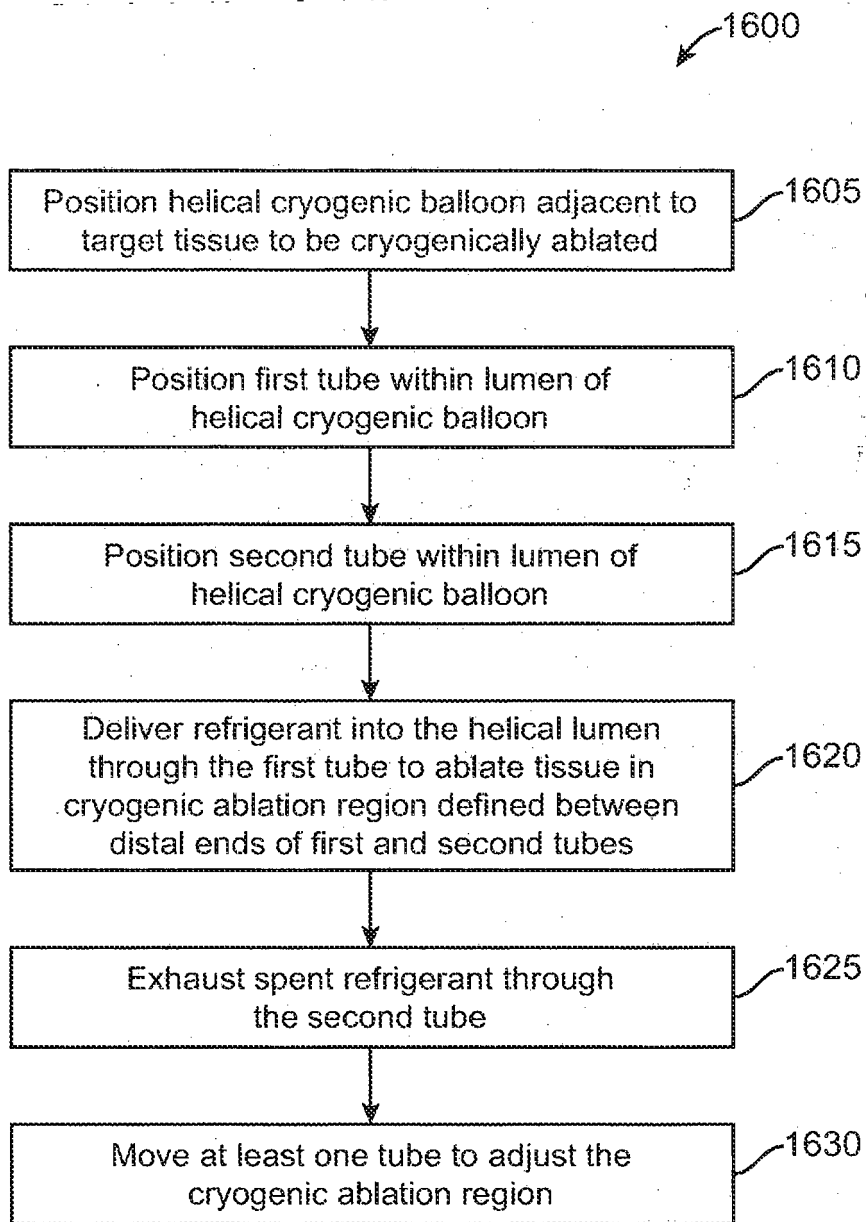 1600
Position helical cryogenic balloon adjacent to
target tissue to be cryogenically ablated
1605
Position first tube within lumen of
helical cryogenic balloon
1610
Position second tube within lumen of
helical cryogenic balloon
1615
Deliver refrigerant into the helical lumen
through the first tube to ablate tissue in
cryogenic ablation region defined between
distal ends of first and second tubes
1620
Exhaust spent refrigerant through
the second tube
1625
Move at least one tube to adjust the
cryogenic ablation region
1630